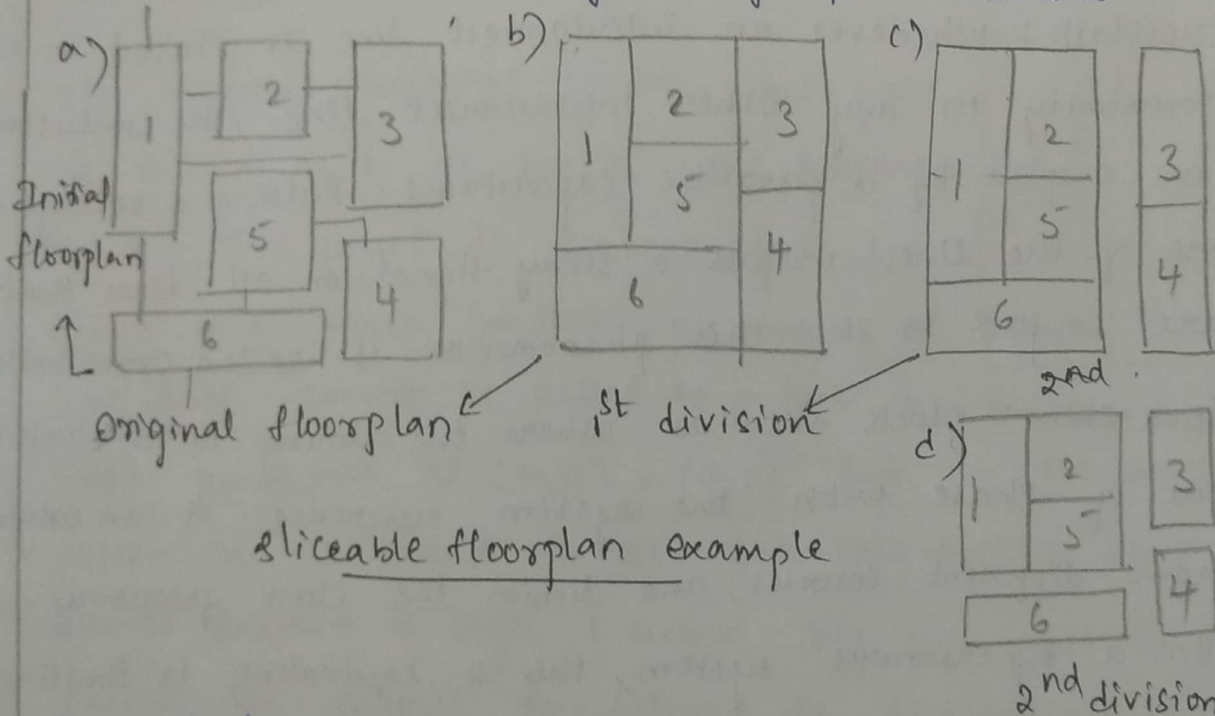 a)
1
2
3
5
4
6
Initial
floorplan
b)
1
2
3
5
4
6
c)
1
2
5
6
3
4
2nd
Original floorplan
1st division
d)
1
2
5
6
3
4
2nd division
sliceable floorplan example